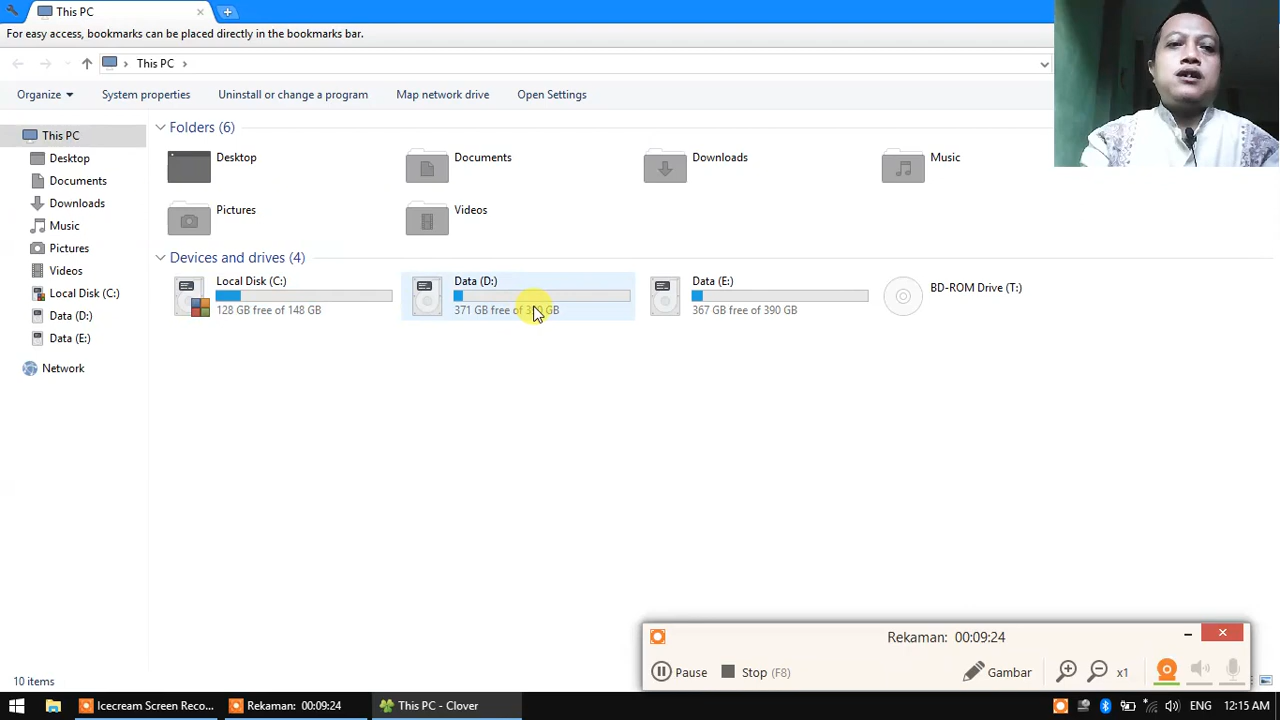 This PC
For easy access, bookmarks can be placed directly in the bookmarks bar.
This PC
Organize
System properties
Uninstall or change a program
Map network drive
Open Settings
This PC
Desktop
Documents
Downloads
Music
Pictures
Videos
Local Disk (C:)
Data (D:)
Data (E:)
Network
Folders (6)
Desktop
Documents
Downloads
Music
Pictures
Videos
Devices and drives (4)
Local Disk (C:)
128 GB free of 148 GB
Data (D:)
371 GB free of GB
Data (E:)
367 GB free of 390 GB
BD-ROM Drive (T:)
10 items
Rekaman: 00:09:24
Pause
Stop (F8)
Gambar
x1
Icecream Screen Reco...
Rekaman: 00:09:24
This PC - Clover
ENG
12:15 AM